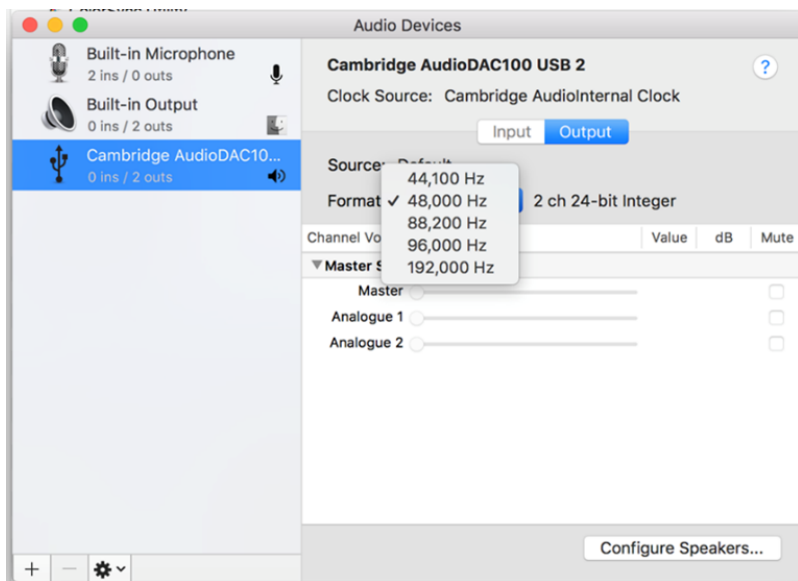 Audio Devices
Built-in Microphone
2 ins / 0 outs
Built-in Output
0 ins / 2 outs
Cambridge AudioDAC10...
0 ins / 2 outs
Cambridge AudioDAC100 USB 2
?
Clock Source: Cambridge AudioInternal Clock
Input Output
Source: Default
44,100 Hz
Format ✓ 48,000 Hz 2 ch 24-bit Integer
88,200 Hz
Channel Vo Value dB Mute
96,000 Hz
Master S
192,000 Hz
Master
Analogue 1
Analogue 2
Configure Speakers...